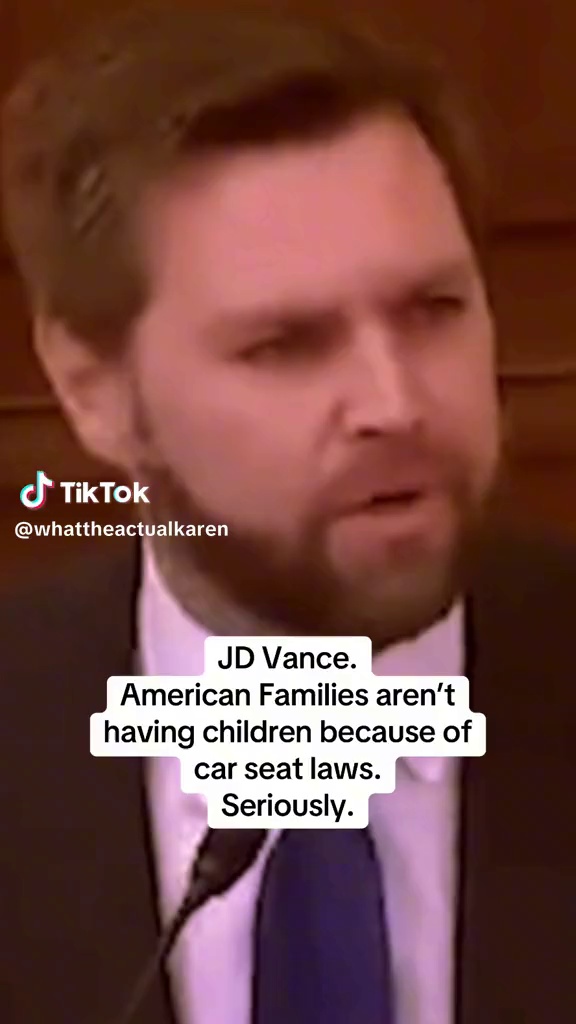 TikTok
@whattheactualkaren
JD Vance.
American Families aren’t
having children because of
car seat laws.
Seriously.